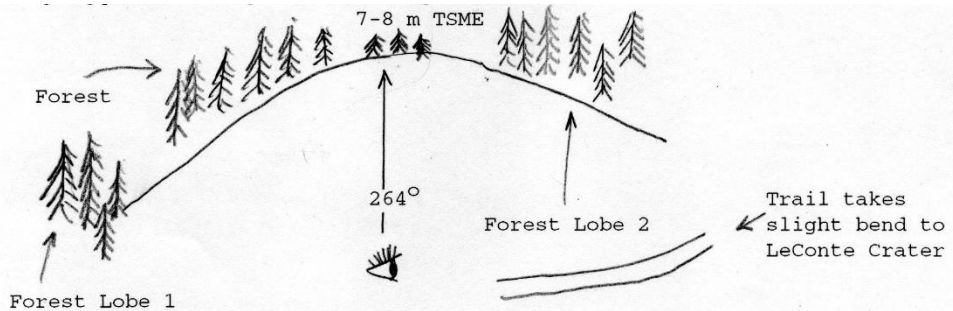 7-8 m TSME
Forest
264°
Forest Lobe 2
Trail takes
slight bend to
LeConte Crater
Forest Lobe 1